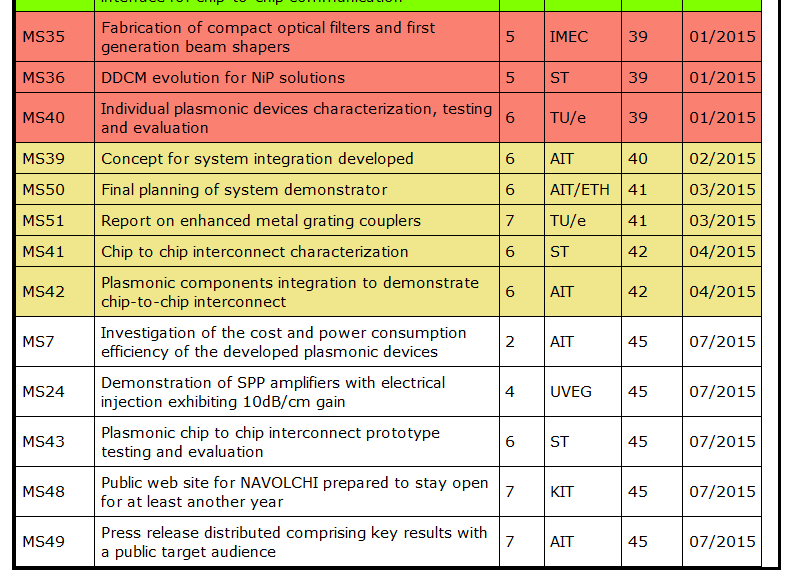 interface for chip-to-chip communication
MS35 Fabrication of compact optical filters and first 5 IMEC 39 01/2015
generation beam shapers
MS36 DDCM evolution for NiP solutions 5 ST 39 01/2015
MS40 Individual plasmonic devices characterization, testing 6 TU/e 39 01/2015
and evaluation
MS39 Concept for system integration developed 6 AIT 40 02/2015
MS50 Final planning of system demonstrator 6 AIT/ETH 41 03/2015
MS51 Report on enhanced metal grating couplers 7 TU/e 41 03/2015
MS41 Chip to chip interconnect characterization 6 ST 42 04/2015
MS42 Plasmonic components integration to demonstrate 6 AIT 42 04/2015
chip-to-chip interconnect
MS7 Investigation of the cost and power consumption 2 AIT 45 07/2015
efficiency of the developed plasmonic devices
MS24 Demonstration of SPP amplifiers with electrical 4 UVEG 45 07/2015
injection exhibiting 10dB/cm gain
MS43 Plasmonic chip to chip interconnect prototype 6 ST 45 07/2015
testing and evaluation
MS48 Public web site for NAVOLCHI prepared to stay open 7 KIT 45 07/2015
for at least another year
MS49 Press release distributed comprising key results with 7 AIT 45 07/2015
a public target audience